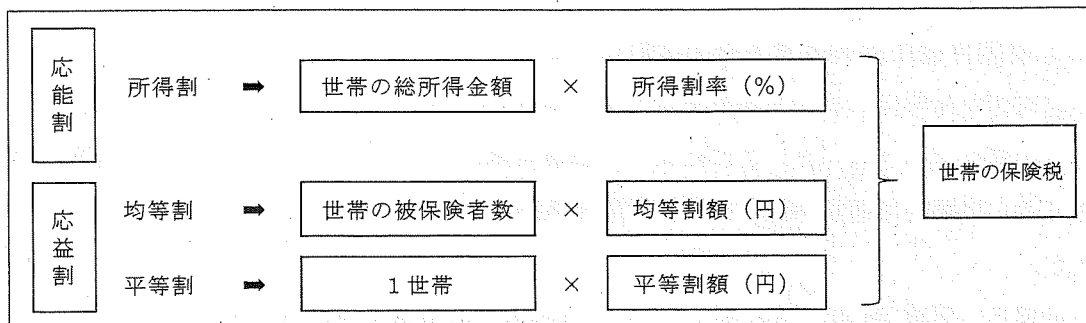 応能割
所得割 ➡ 世帯の総所得金額 × 所得割率（%）
世帯の保険税
応益割
均等割 ➡ 世帯の被保険者数 × 均等割額（円）
平等割 ➡ 1世帯 × 平等割額（円）